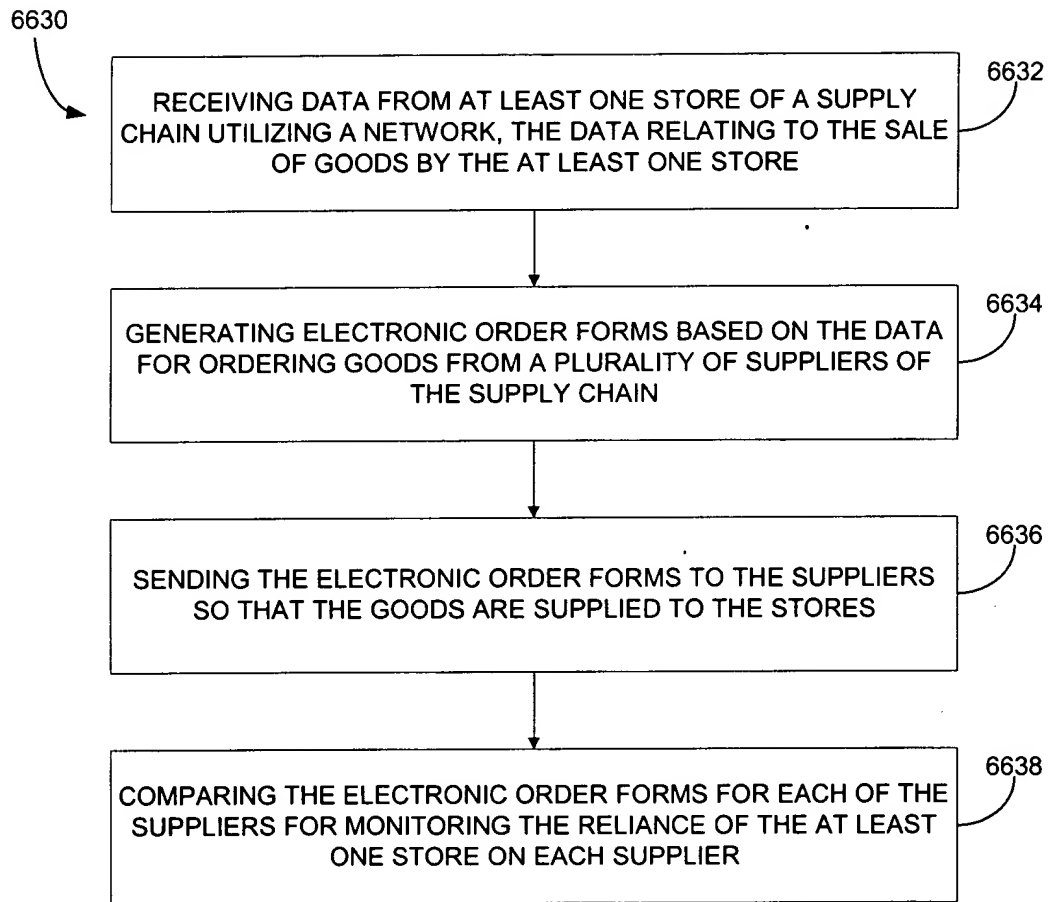 6630
6632
RECEIVING DATA FROM AT LEAST ONE STORE OF A SUPPLY
CHAIN UTILIZING A NETWORK, THE DATA RELATING TO THE SALE
OF GOODS BY THE AT LEAST ONE STORE
6634
GENERATING ELECTRONIC ORDER FORMS BASED ON THE DATA
FOR ORDERING GOODS FROM A PLURALITY OF SUPPLIERS OF
THE SUPPLY CHAIN
6636
SENDING THE ELECTRONIC ORDER FORMS TO THE SUPPLIERS
SO THAT THE GOODS ARE SUPPLIED TO THE STORES
6638
COMPARING THE ELECTRONIC ORDER FORMS FOR EACH OF THE
SUPPLIERS FOR MONITORING THE RELIANCE OF THE AT LEAST
ONE STORE ON EACH SUPPLIER